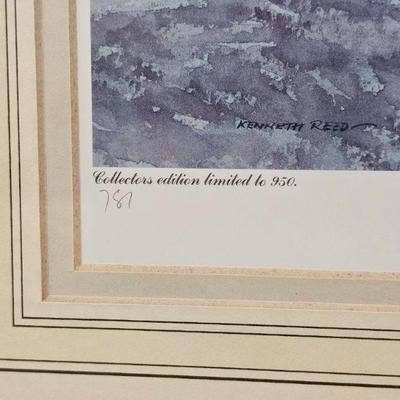 KENNETH REED
Collectors edition limited to 950.
781